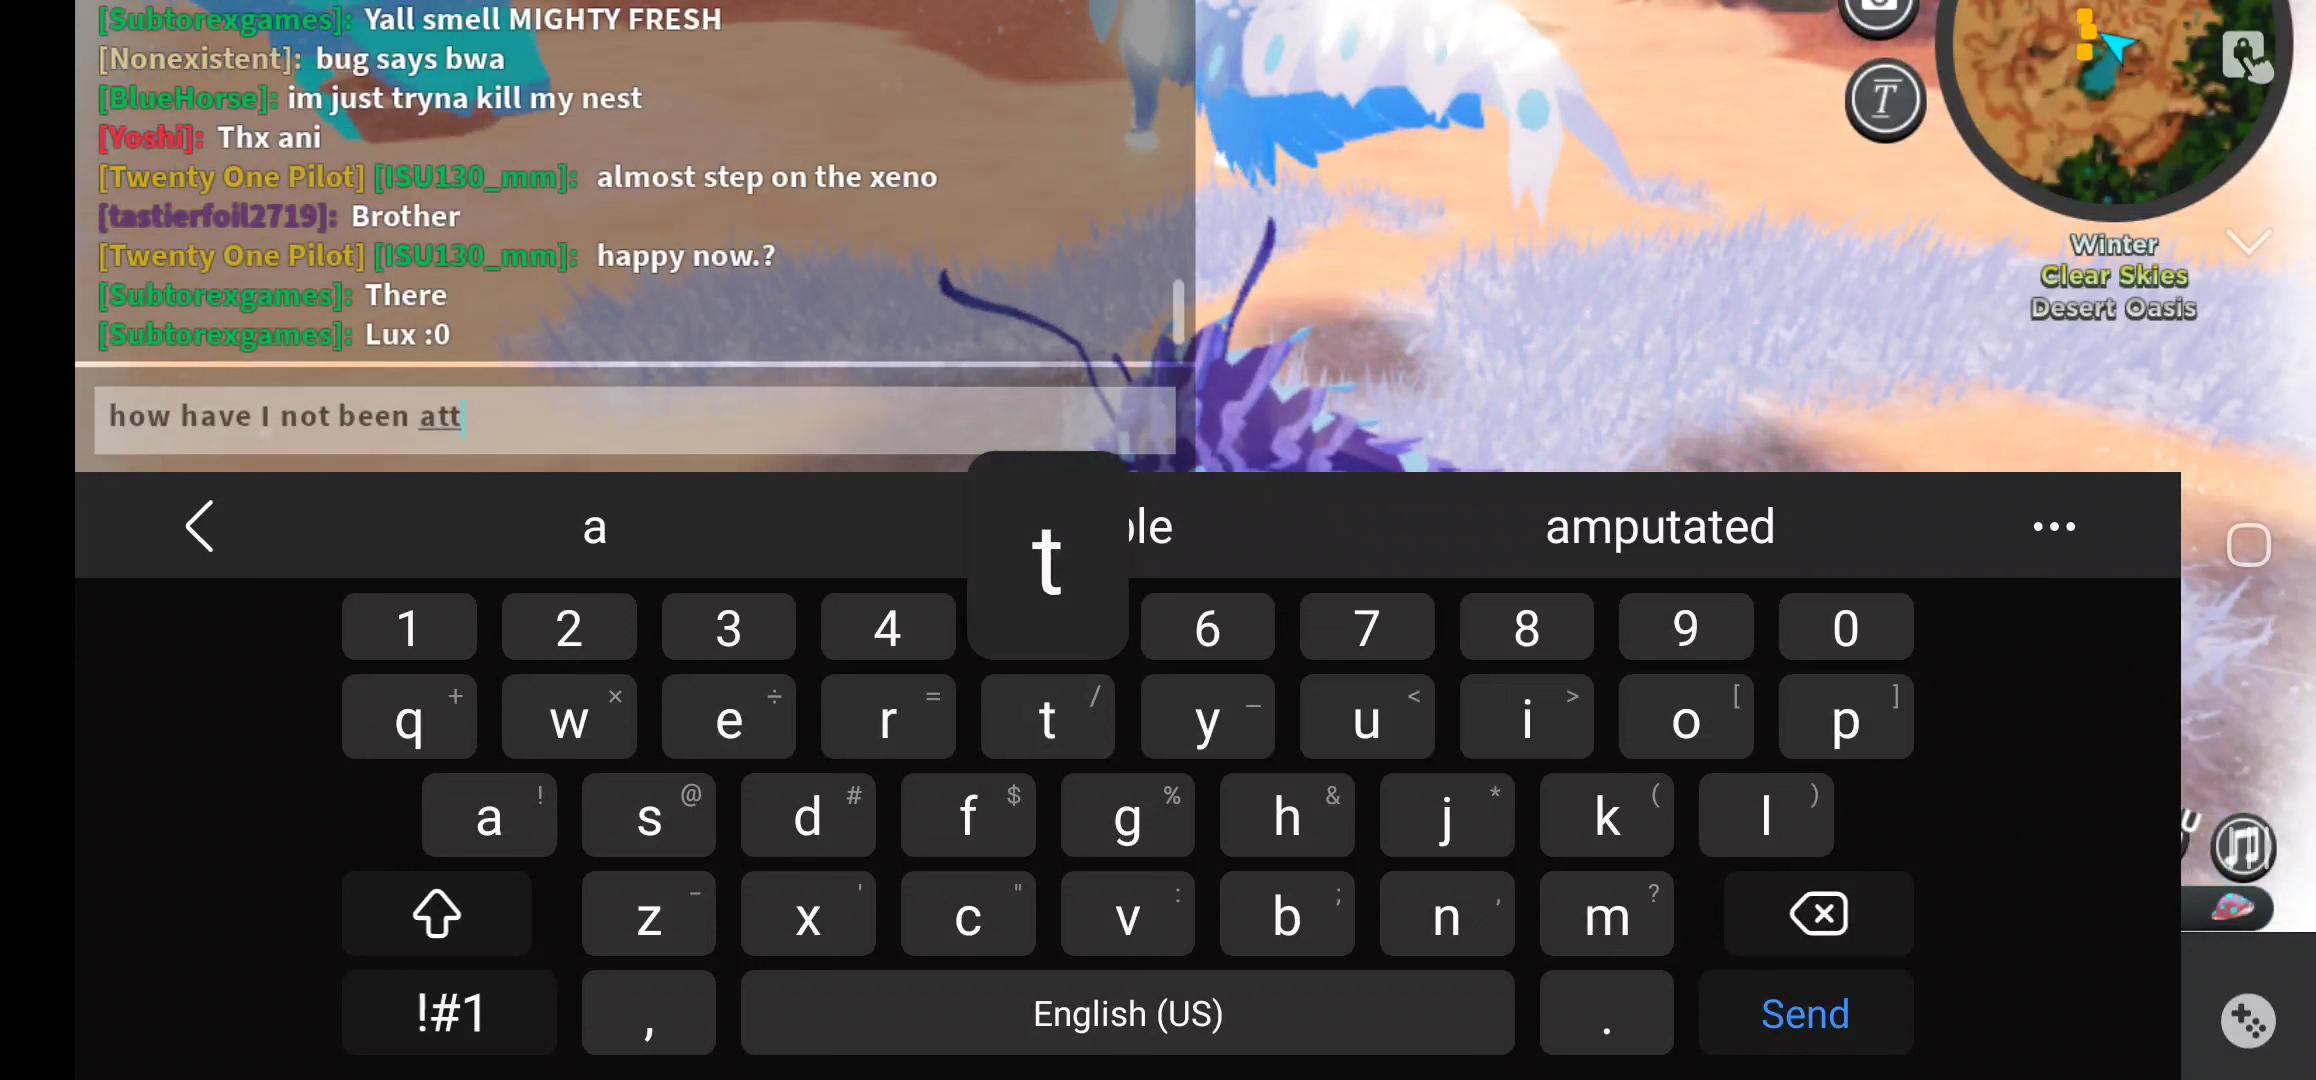 [Subtorexgames]: Yall smell MIGHTY FRESH
[Nonexistent]: bug says bwa
[BlueHorse]: im just tryna kill my nest
[Yoshi]: Thx ani
[Twenty One Pilot] [ISU130_mm]: almost step on the xeno
[tastierfoil2719]: Brother
[Twenty One Pilot] [ISU130_mm]: happy now.?
[Subtorexgames]: There
[Subtorexgames]: Lux :0
T
Winter
Clear Skies
Desert Oasis
how have I not been att
a t amputated ...
1 2 3 4 6 7 8 9 0
q + w × e ÷ r = t / y _ u < i > o [ p ]
a ! s @ d # f $ g % h & j * k ( l )
z - x ' c " v : b ; n , m ?
!#1 , English (US) . Send